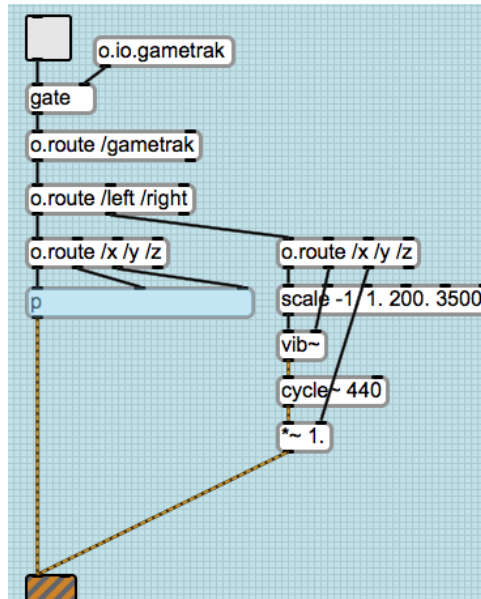 o.io.gametrak
gate
o.route /gametrak
o.route /left /right
o.route /x /y /z
o.route /x /y /z
p
scale -1. 1. 200. 3500
vib~
cycle~ 440
*~ 1.